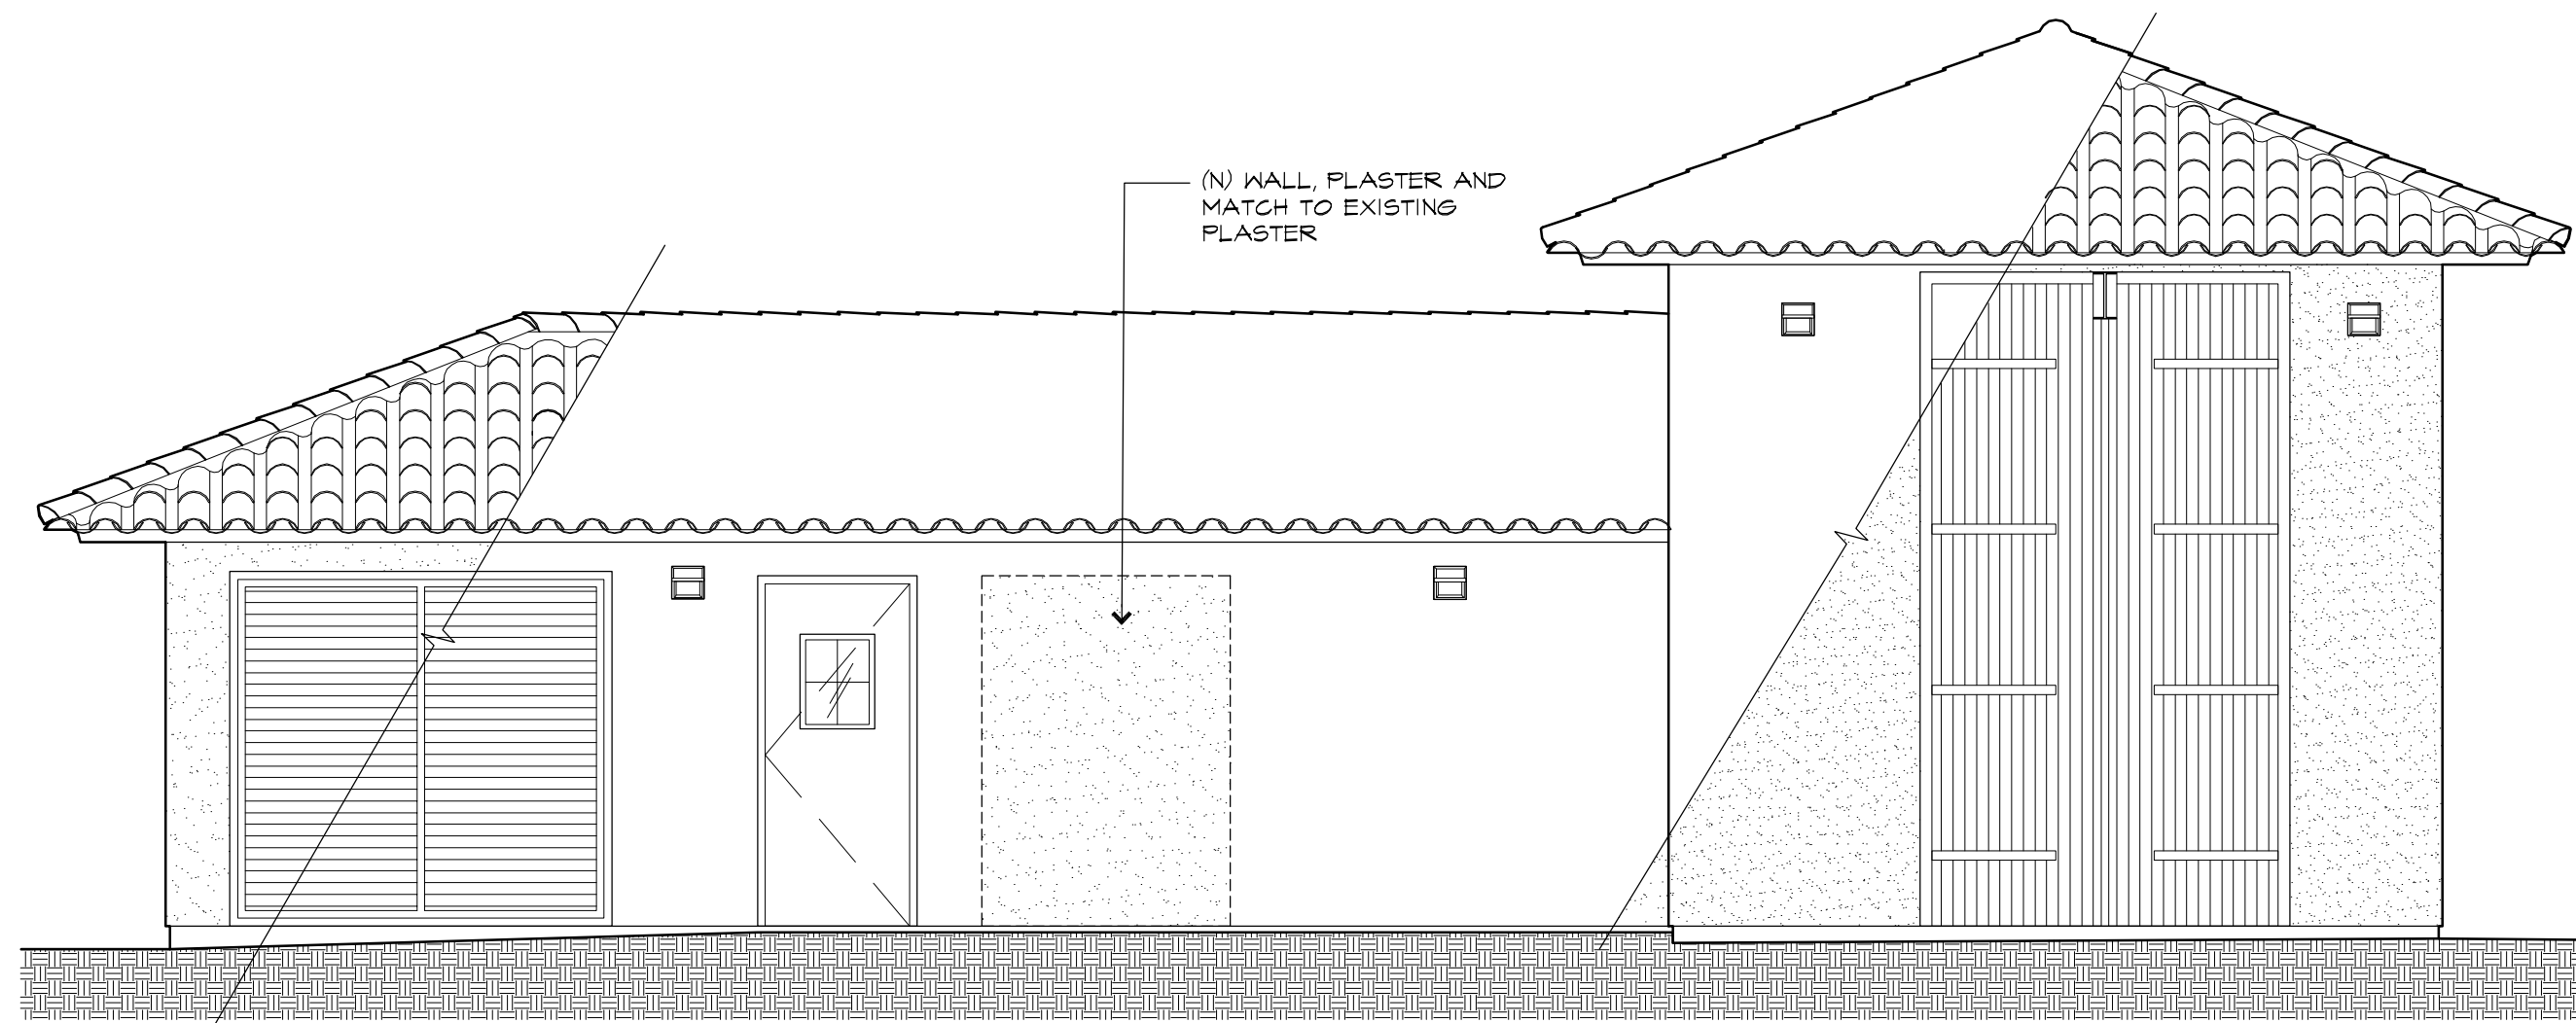 (N) WALL, PLASTER AND
MATCH TO EXISTING
PLASTER